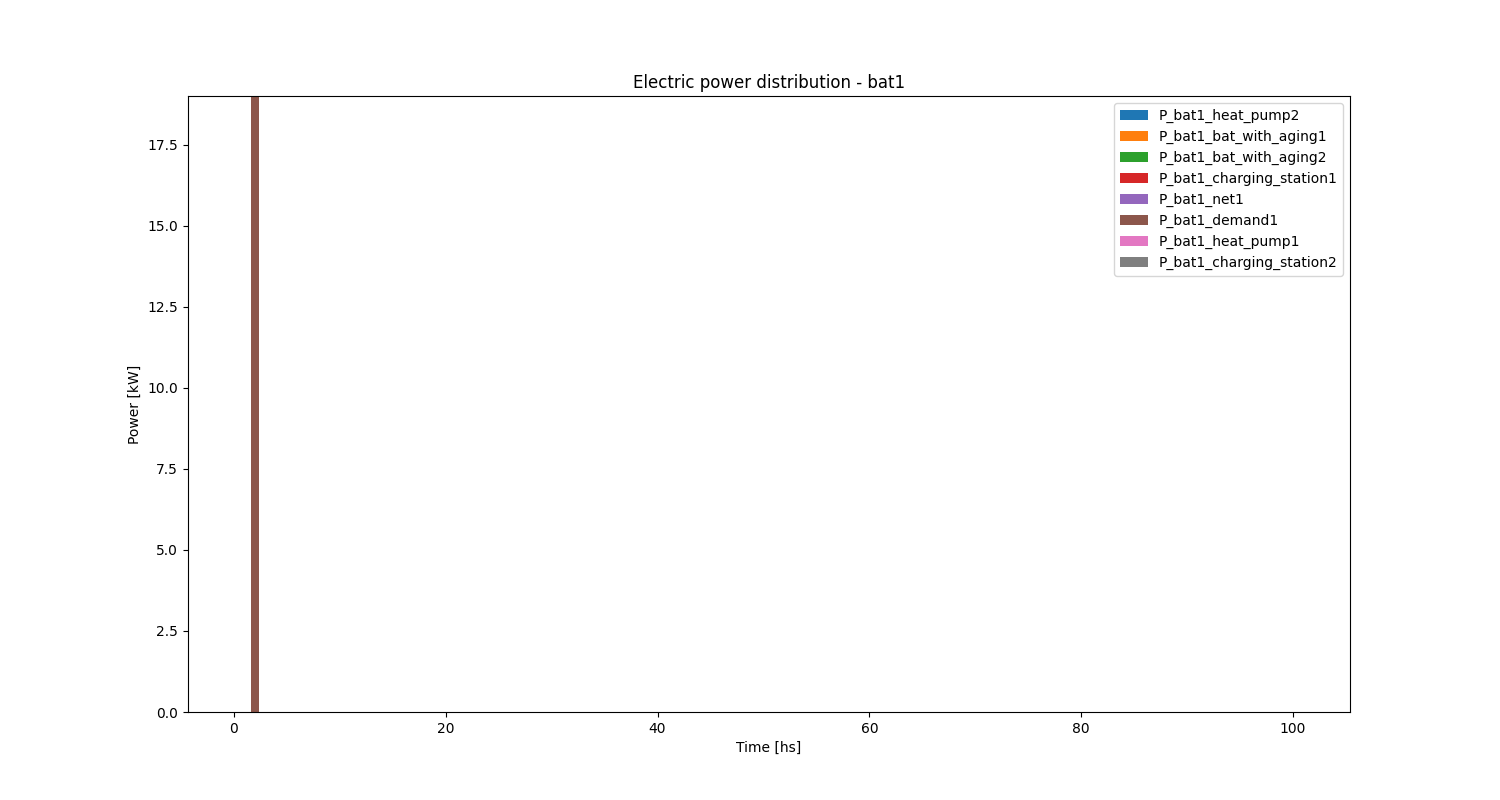 Electric power distribution - bat1
P_bat1_heat_pump2
P_bat1_bat_with_aging1
P_bat1_bat_with_aging2
P_bat1_charging_station1
P_bat1_net1
P_bat1_demand1
P_bat1_heat_pump1
P_bat1_charging_station2
Power [kW]
17.5
15.0
12.5
10.0
7.5
5.0
2.5
0.0
0 20 40 60 80 100
Time [hs]